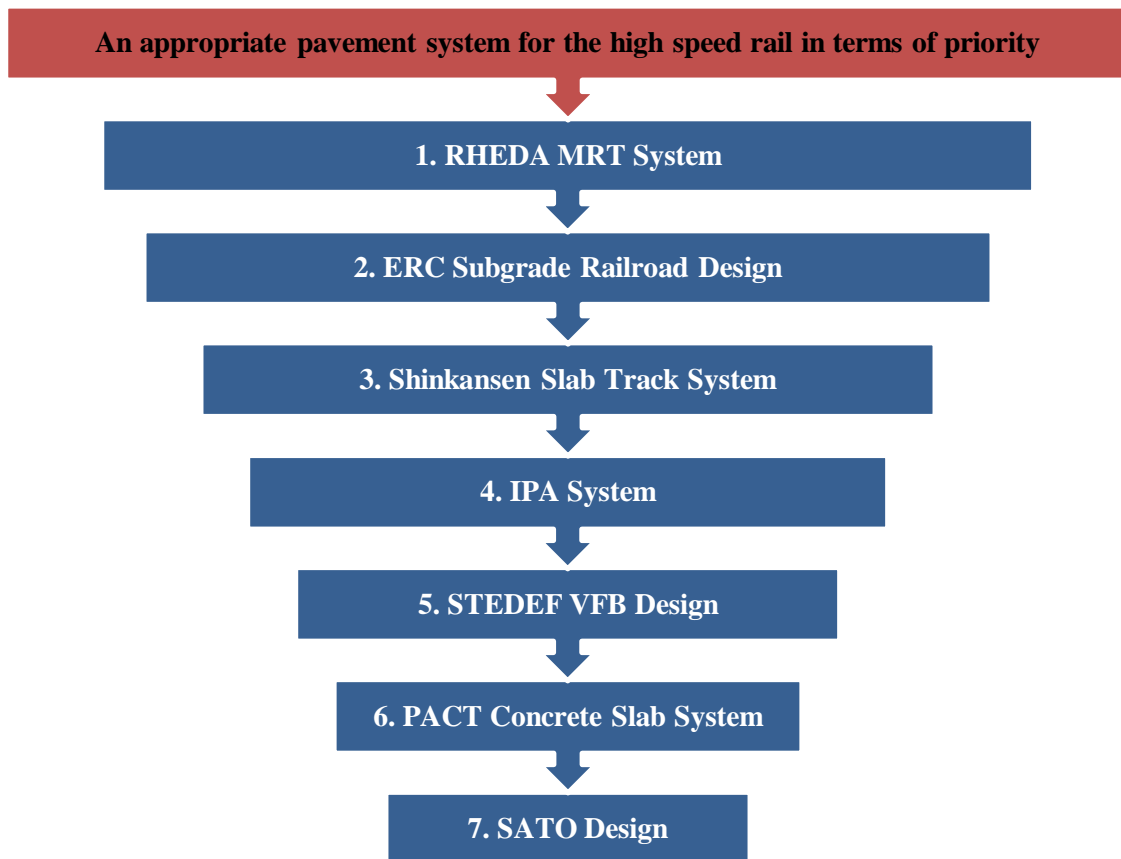 An appropriate pavement system for the high speed rail in terms of priority
1. RHEDA MRT System
2. ERC Subgrade Railroad Design
3. Shinkansen Slab Track System
4. IPA System
5. STEDEF VFB Design
6. PACT Concrete Slab System
7. SATO Design